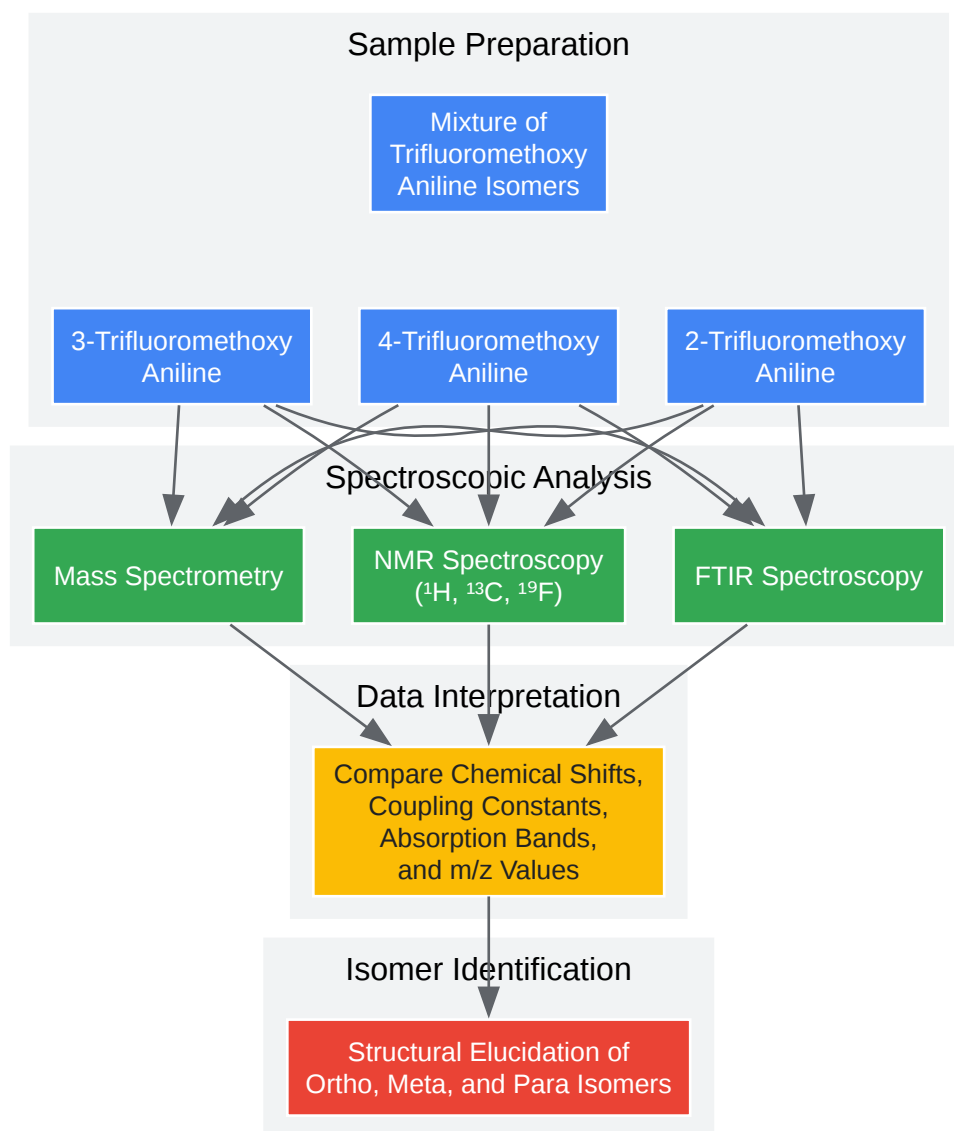 Sample Preparation
Mixture of
Trifluoromethoxy
Aniline Isomers
3-Trifluoromethoxy
Aniline
4-Trifluoromethoxy
Aniline
2-Trifluoromethoxy
Aniline
Spectroscopic Analysis
Mass Spectrometry
NMR Spectroscopy
(¹H, ¹³C, ¹⁹F)
FTIR Spectroscopy
Data Interpretation
Compare Chemical Shifts,
Coupling Constants,
Absorption Bands,
and m/z Values
Isomer Identification
Structural Elucidation of
Ortho, Meta, and Para Isomers